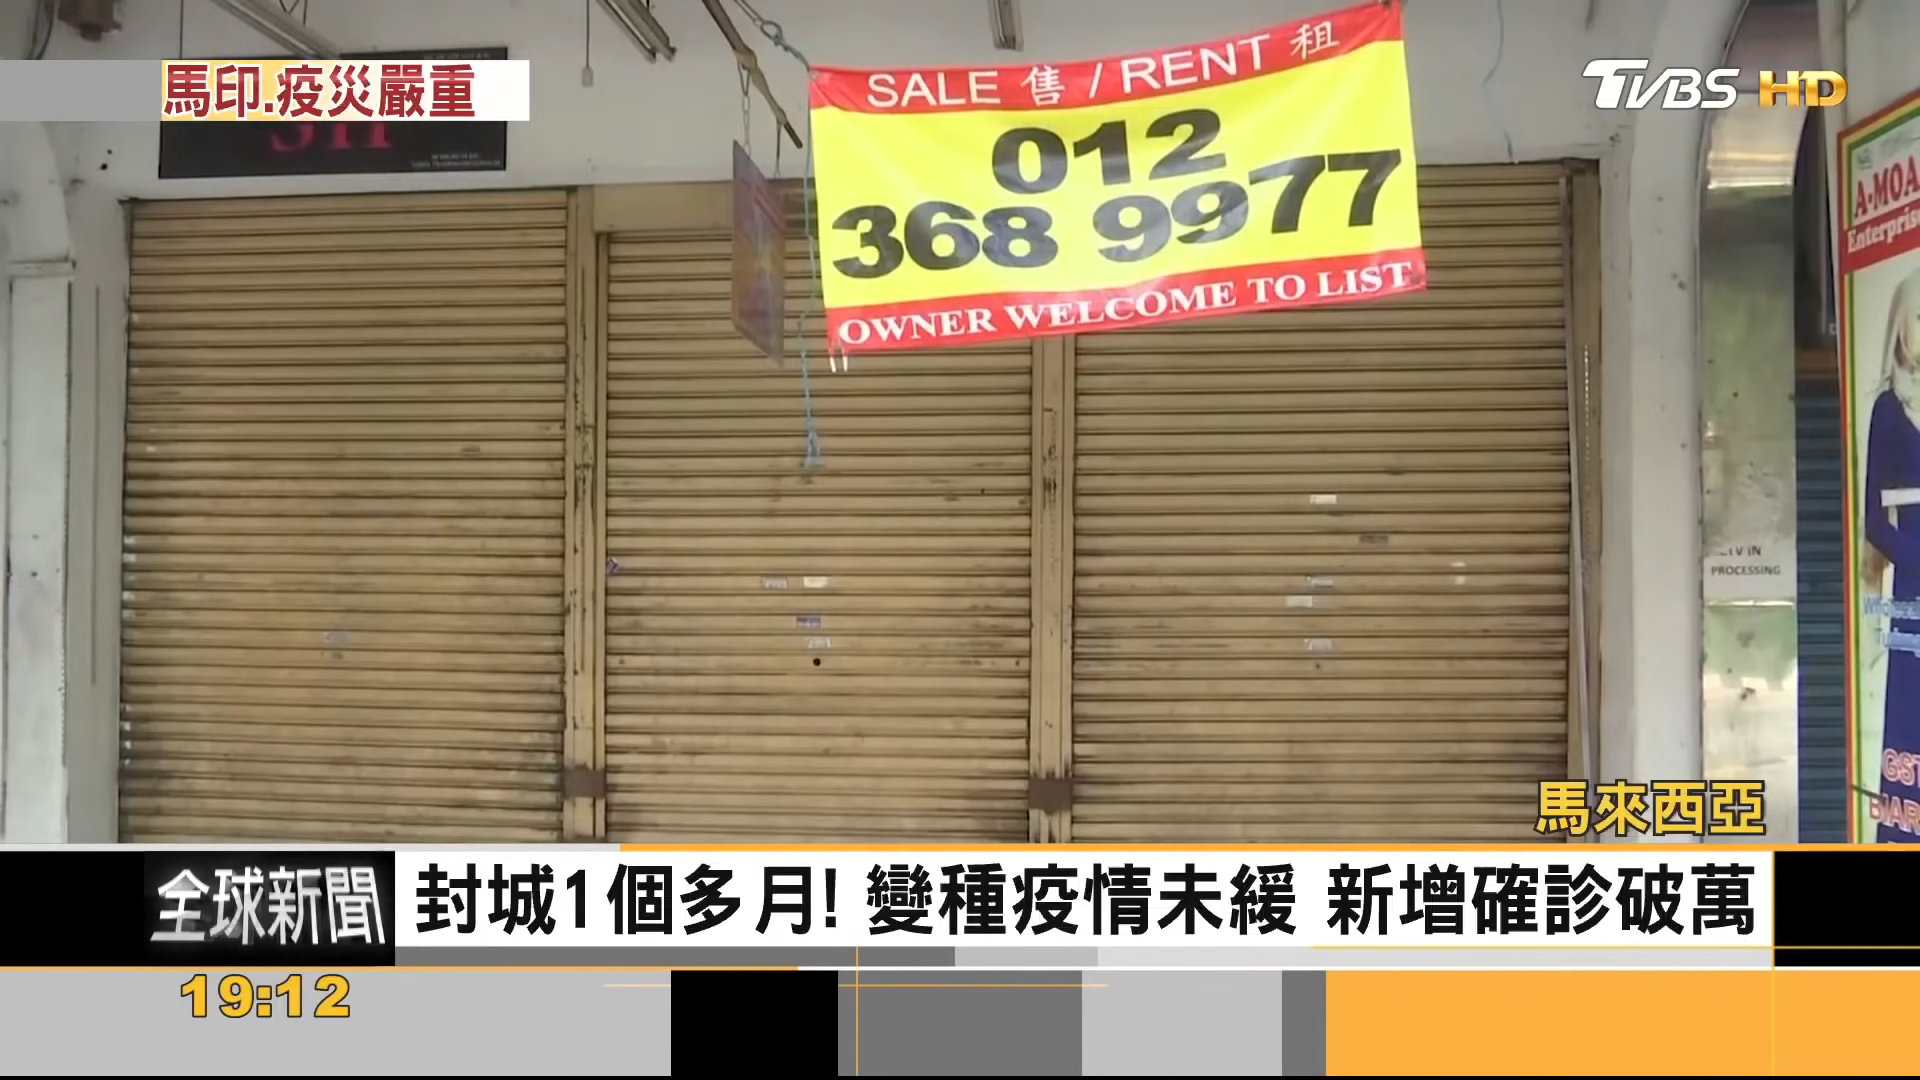 馬印.疫災嚴重
TVBS HD
SALE 售 / RENT 租
012
368 9977
OWNER WELCOME TO LIST
A-MOA
Enterpris
PROCESSING
馬來西亞
全球新聞
封城1個多月! 變種疫情未緩 新增確診破萬
19:12